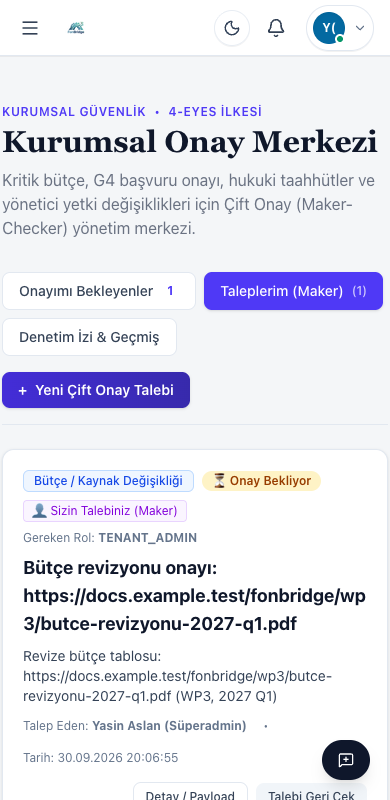 Y(
KURUMSAL GÜVENLİK • 4-EYES İLKESİ
Kurumsal Onay Merkezi
Kritik bütçe, G4 başvuru onayı, hukuki taahhütler ve
yönetici yetki değişiklikleri için Çift Onay (Maker-
Checker) yönetim merkezi.
Onayımı Bekleyenler 1
Taleplerim (Maker) (1)
Denetim İzi & Geçmiş
+ Yeni Çift Onay Talebi
Bütçe / Kaynak Değişikliği
⏳ Onay Bekliyor
👤 Sizin Talebiniz (Maker)
Gereken Rol: TENANT_ADMIN
Bütçe revizyonu onayı:
https://docs.example.test/fonbridge/wp
3/butce-revizyonu-2027-q1.pdf
Revize bütçe tablosu:
https://docs.example.test/fonbridge/wp3/butce-
revizyonu-2027-q1.pdf (WP3, 2027 Q1)
Talep Eden: Yasin Aslan (Süperadmin) •
Tarih: 30.09.2026 20:06:55
Detay / Payload
Talebi Geri Çek